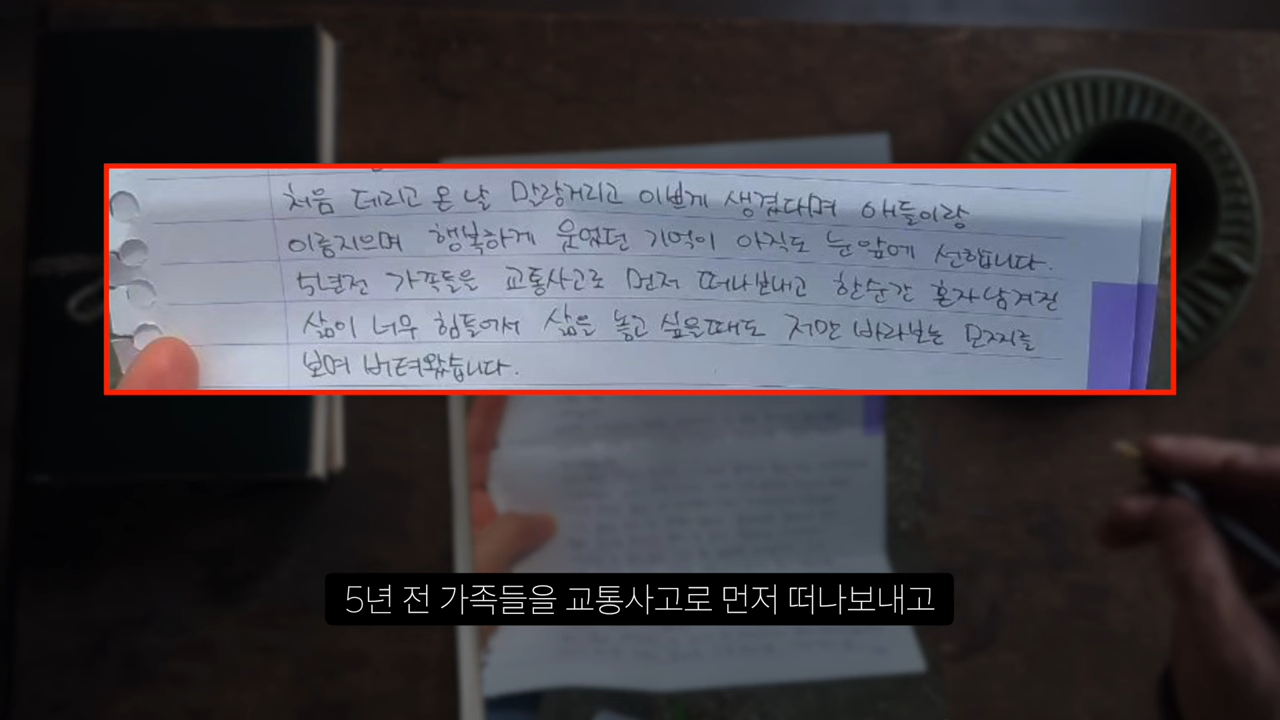 처음 데리고 온 날 말랑거리고 이쁘게 생겼다며 애들이랑
이름지으며 행복하게 웃었던 기억이 아직도 눈앞에 선합니다.
5년전 가족들은 교통사고로 먼저 떠나보내고 한순간 혼자남겨진
삶이 너무 힘들어서 삶을 놓고 싶을때도 저만 바라보는 모찌를
보며 버텨왔습니다.
5년 전 가족들을 교통사고로 먼저 떠나보내고